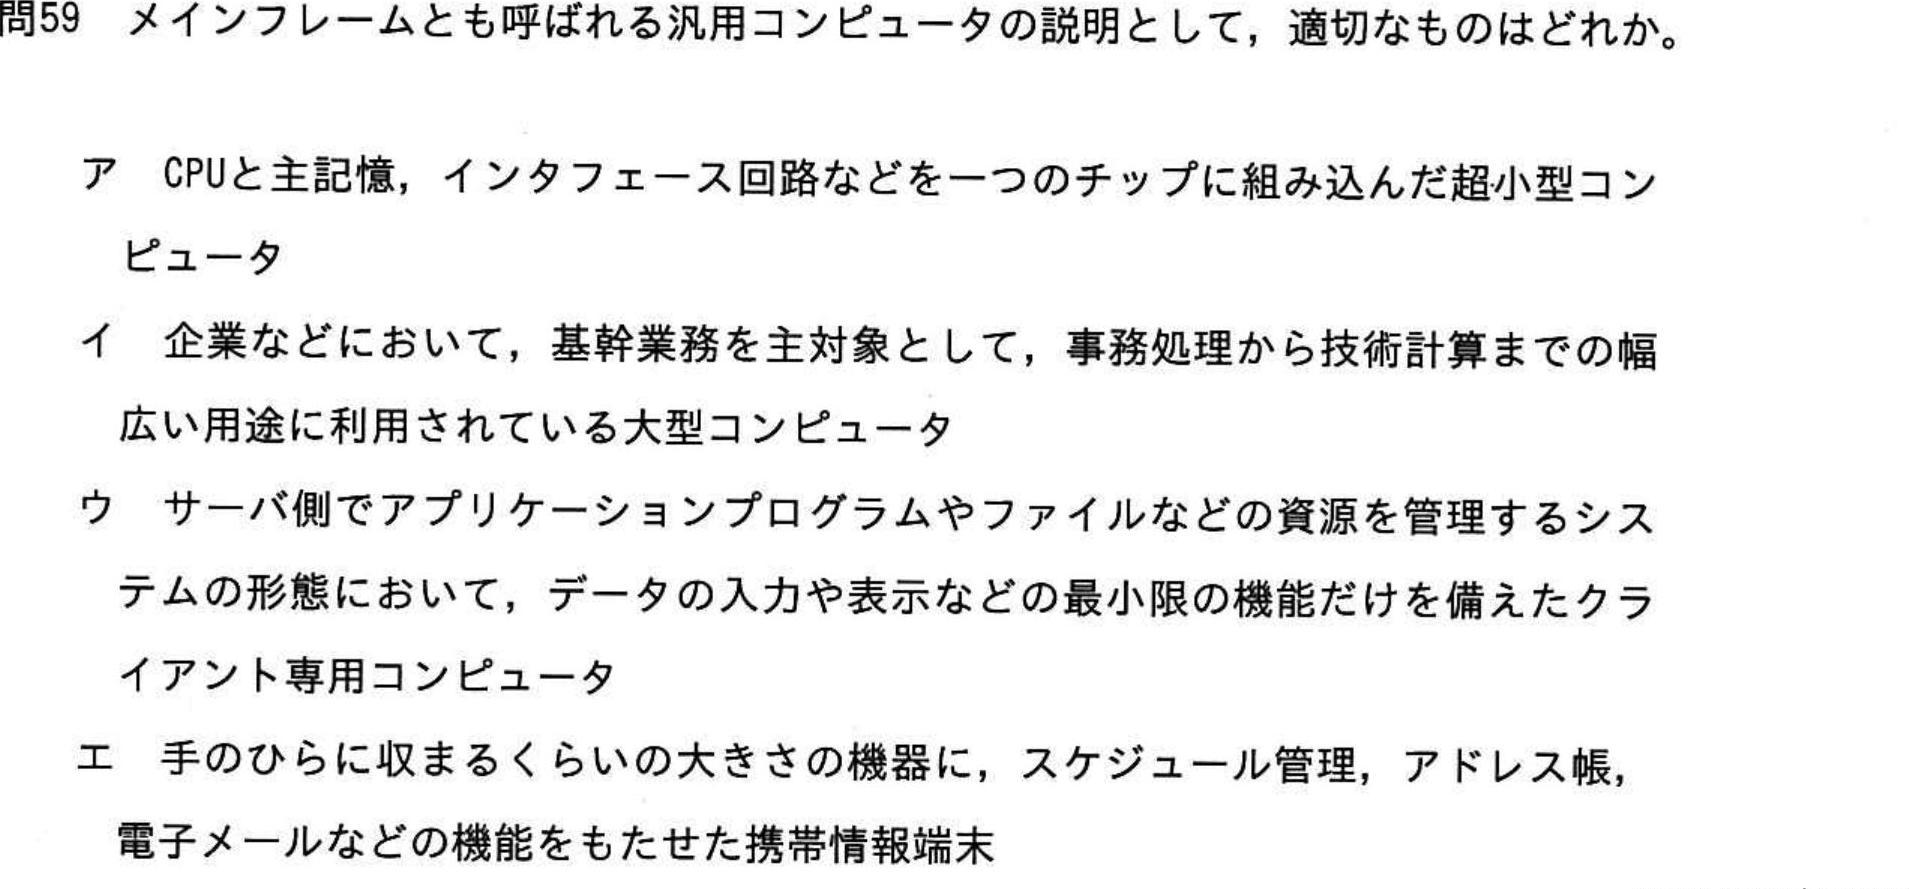 問59　メインフレームとも呼ばれる汎用コンピュータの説明として，適切なものはどれか。
ア　CPUと主記憶，インタフェース回路などを一つのチップに組み込んだ超小型コン
ピュータ
イ　企業などにおいて，基幹業務を主対象として，事務処理から技術計算までの幅
広い用途に利用されている大型コンピュータ
ウ　サーバ側でアプリケーションプログラムやファイルなどの資源を管理するシス
テムの形態において，データの入力や表示などの最小限の機能だけを備えたクラ
イアント専用コンピュータ
エ　手のひらに収まるくらいの大きさの機器に，スケジュール管理，アドレス帳，
電子メールなどの機能をもたせた携帯情報端末